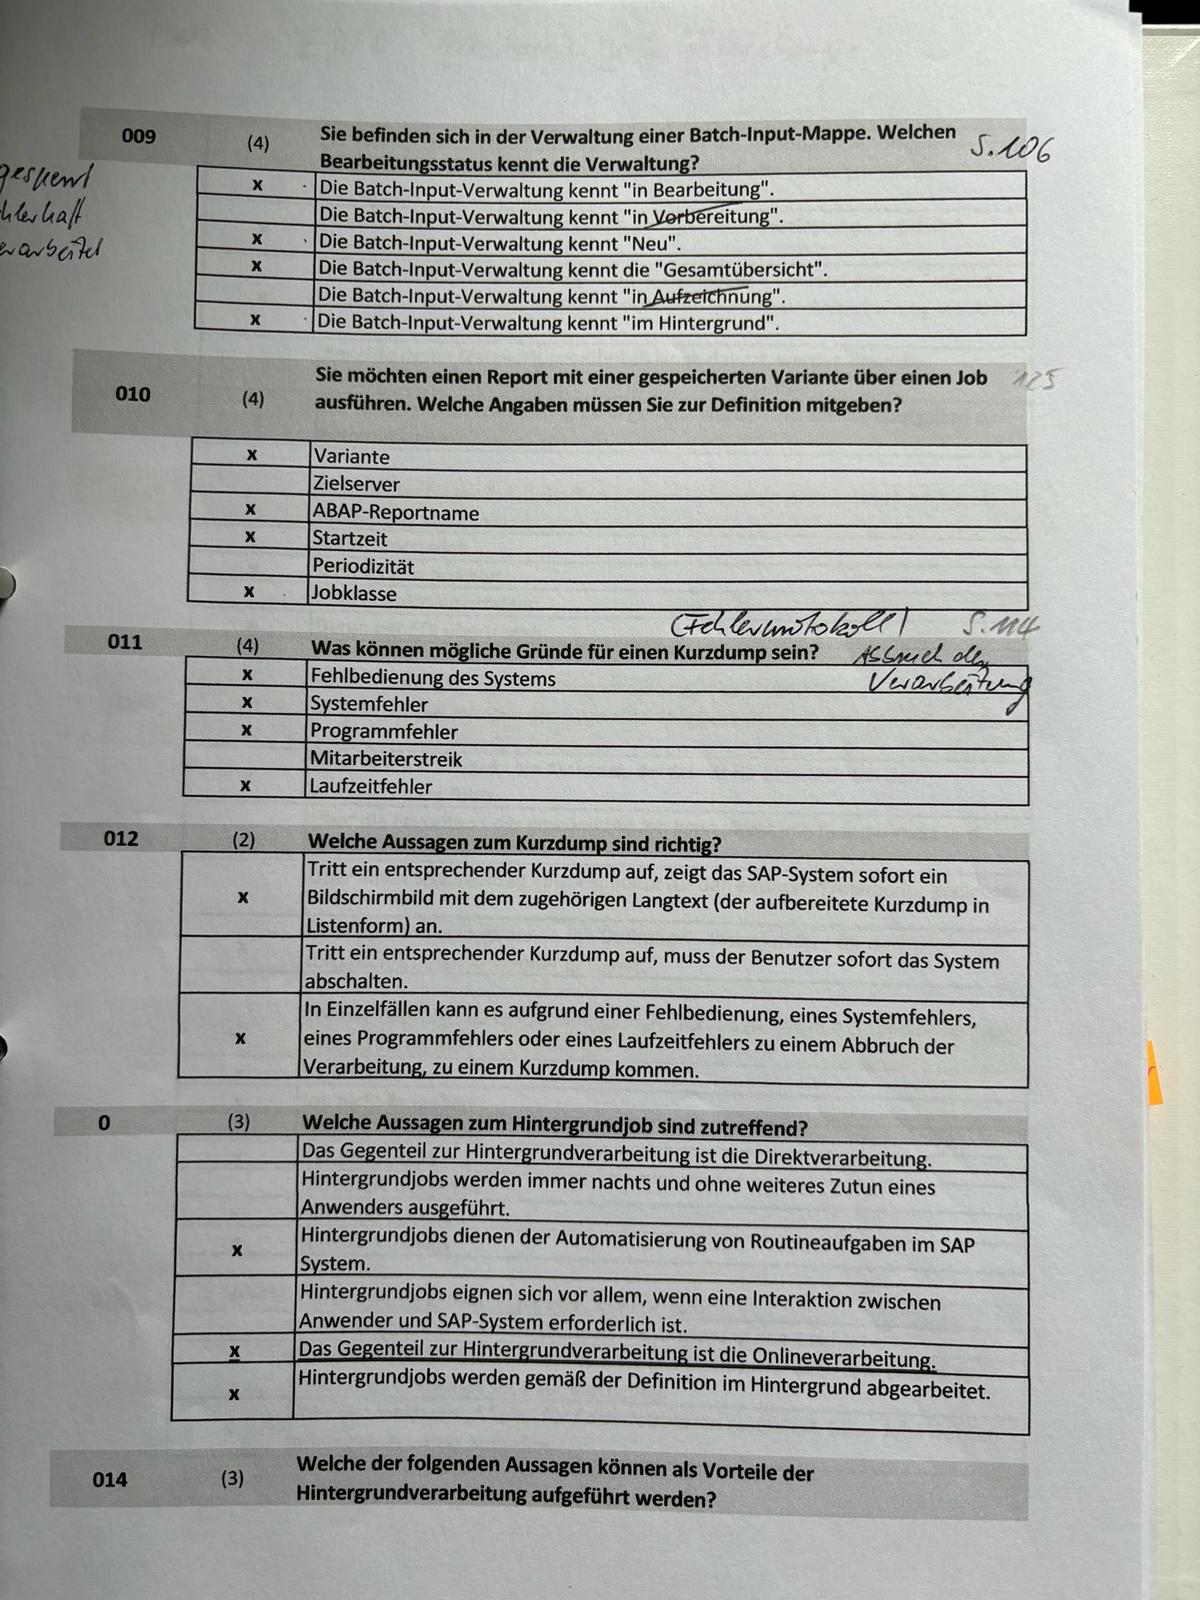 009 (4) Sie befinden sich in der Verwaltung einer Batch-Input-Mappe. Welchen S.106
Bearbeitungsstatus kennt die Verwaltung?
x Die Batch-Input-Verwaltung kennt "in Bearbeitung".
Die Batch-Input-Verwaltung kennt "in Vorbereitung".
x Die Batch-Input-Verwaltung kennt "Neu".
x Die Batch-Input-Verwaltung kennt die "Gesamtübersicht".
Die Batch-Input-Verwaltung kennt "in Aufzeichnung".
x Die Batch-Input-Verwaltung kennt "im Hintergrund".
gesperrt
hlerhaft
erarbeitet
010 (4) Sie möchten einen Report mit einer gespeicherten Variante über einen Job 125
ausführen. Welche Angaben müssen Sie zur Definition mitgeben?
x Variante
Zielserver
x ABAP-Reportname
x Startzeit
Periodizität
x Jobklasse
(Fehlerprotokoll) S.114
011 (4) Was können mögliche Gründe für einen Kurzdump sein? Abbruch der
Verarbeitung
x Fehlbedienung des Systems
x Systemfehler
x Programmfehler
Mitarbeiterstreik
x Laufzeitfehler
012 (2) Welche Aussagen zum Kurzdump sind richtig?
Tritt ein entsprechender Kurzdump auf, zeigt das SAP-System sofort ein
x Bildschirmbild mit dem zugehörigen Langtext (der aufbereitete Kurzdump in
Listenform) an.
Tritt ein entsprechender Kurzdump auf, muss der Benutzer sofort das System
abschalten.
In Einzelfällen kann es aufgrund einer Fehlbedienung, eines Systemfehlers,
x eines Programmfehlers oder eines Laufzeitfehlers zu einem Abbruch der
Verarbeitung, zu einem Kurzdump kommen.
0 (3) Welche Aussagen zum Hintergrundjob sind zutreffend?
Das Gegenteil zur Hintergrundverarbeitung ist die Direktverarbeitung.
Hintergrundjobs werden immer nachts und ohne weiteres Zutun eines
Anwenders ausgeführt.
x Hintergrundjobs dienen der Automatisierung von Routineaufgaben im SAP
System.
Hintergrundjobs eignen sich vor allem, wenn eine Interaktion zwischen
Anwender und SAP-System erforderlich ist.
x Das Gegenteil zur Hintergrundverarbeitung ist die Onlineverarbeitung.
x Hintergrundjobs werden gemäß der Definition im Hintergrund abgearbeitet.
014 (3) Welche der folgenden Aussagen können als Vorteile der
Hintergrundverarbeitung aufgeführt werden?